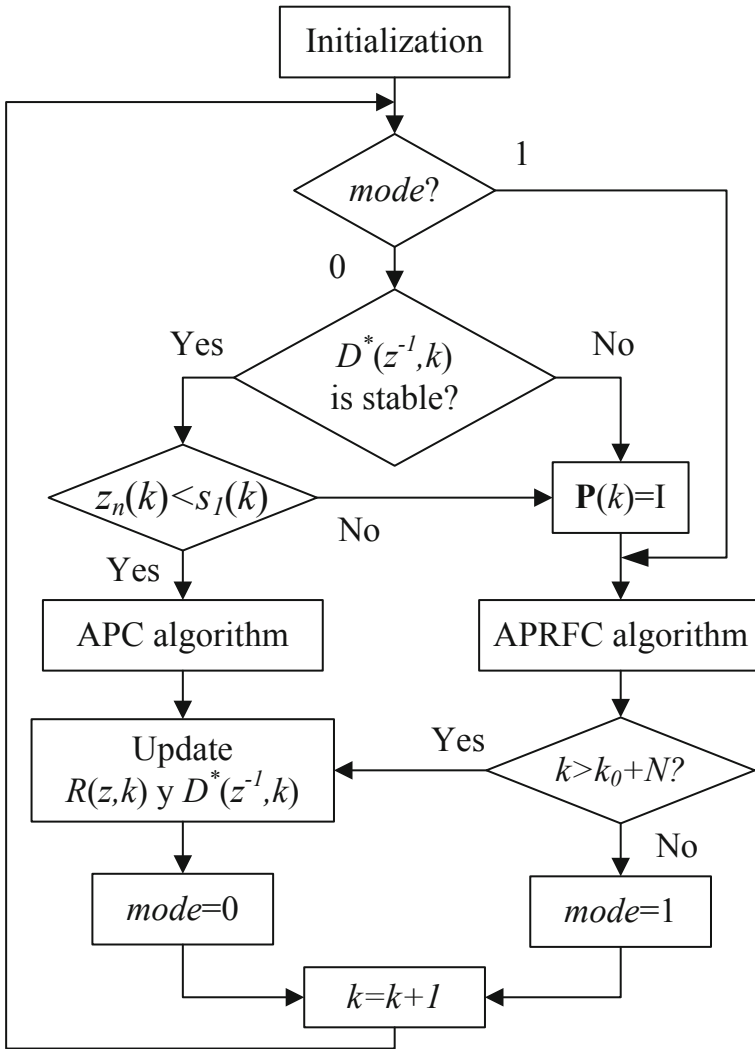 Initialization
1
mode?
0
Yes
D*(z⁻¹,k)
is stable?
No
zₙ(k)<s₁(k)
No
P(k)=I
Yes
APC algorithm
APRFC algorithm
Update
R(z,k) y D*(z⁻¹,k)
Yes
k>k₀+N?
No
mode=0
mode=1
k=k+1